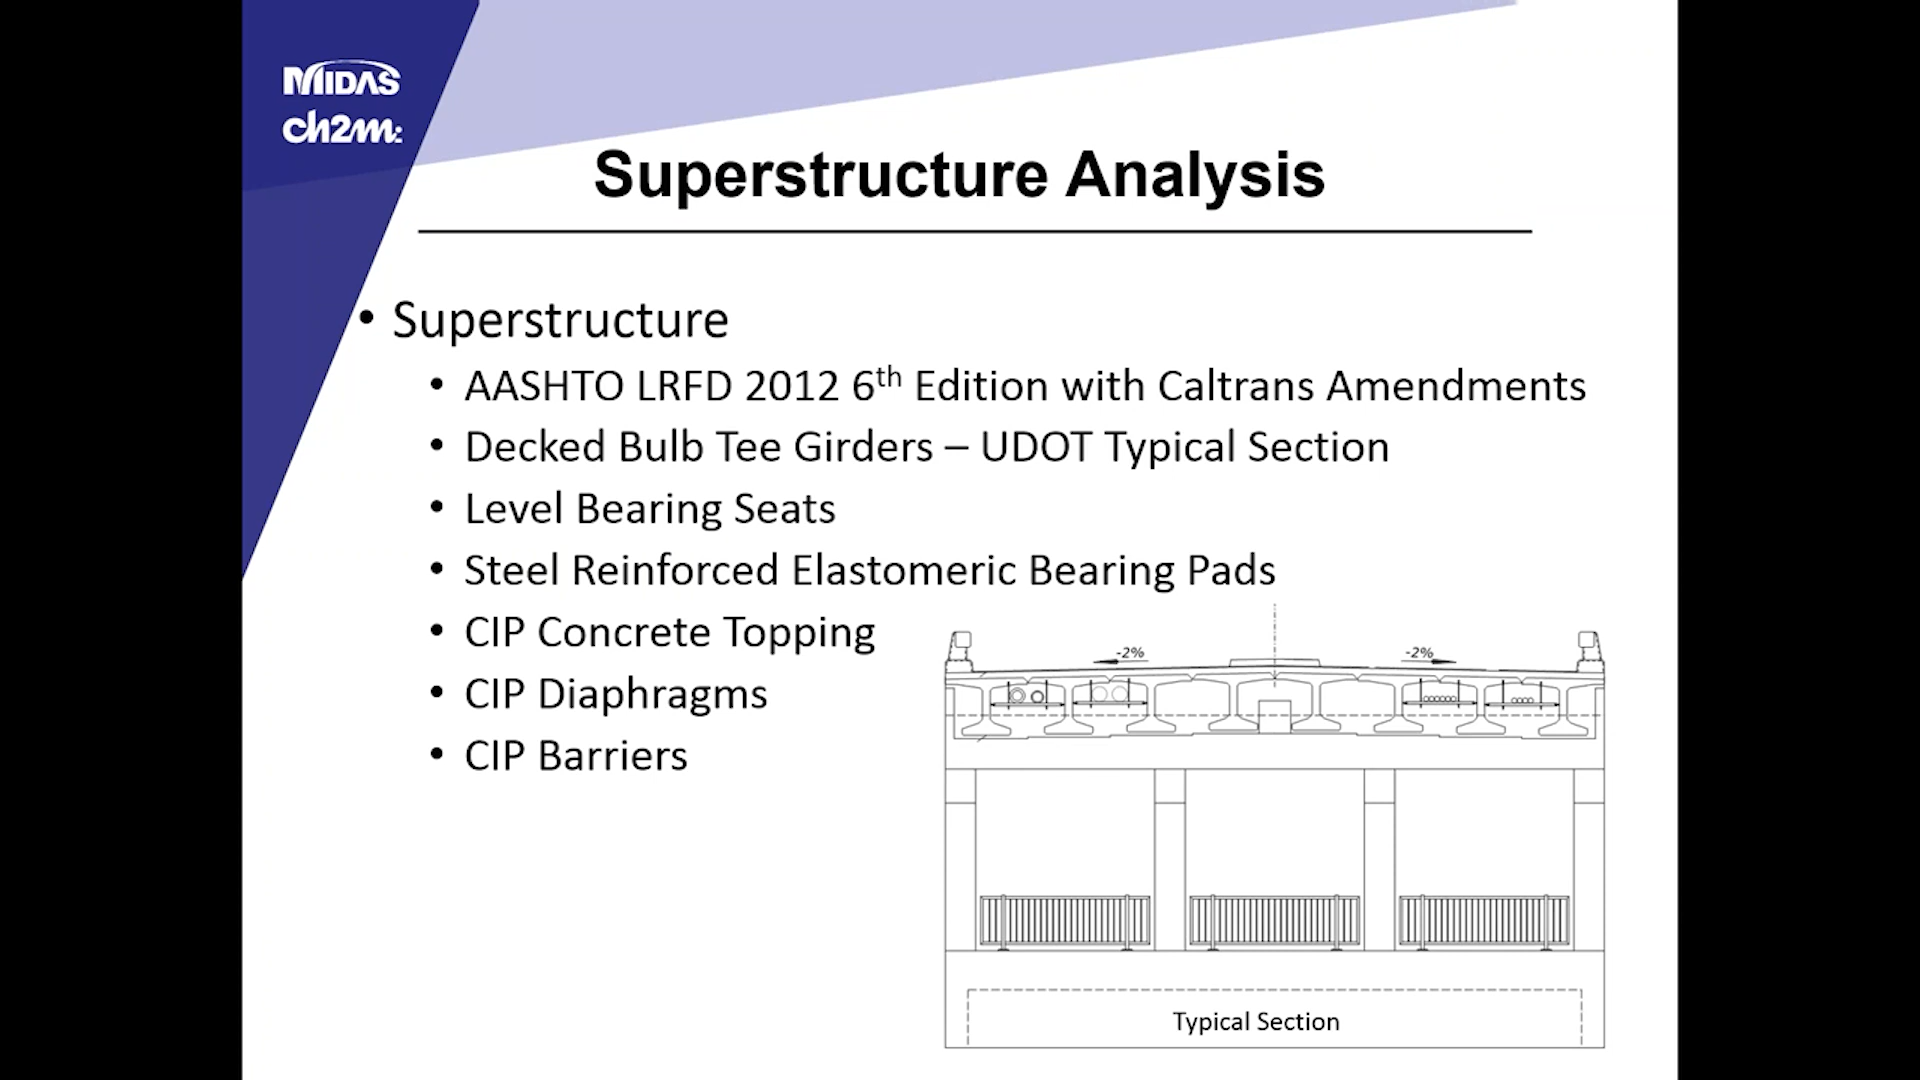 MIDAS
ch2m:
Superstructure Analysis
• Superstructure
• AASHTO LRFD 2012 6th Edition with Caltrans Amendments
• Decked Bulb Tee Girders – UDOT Typical Section
• Level Bearing Seats
• Steel Reinforced Elastomeric Bearing Pads
• CIP Concrete Topping
• CIP Diaphragms
• CIP Barriers
-2%
-2%
Typical Section